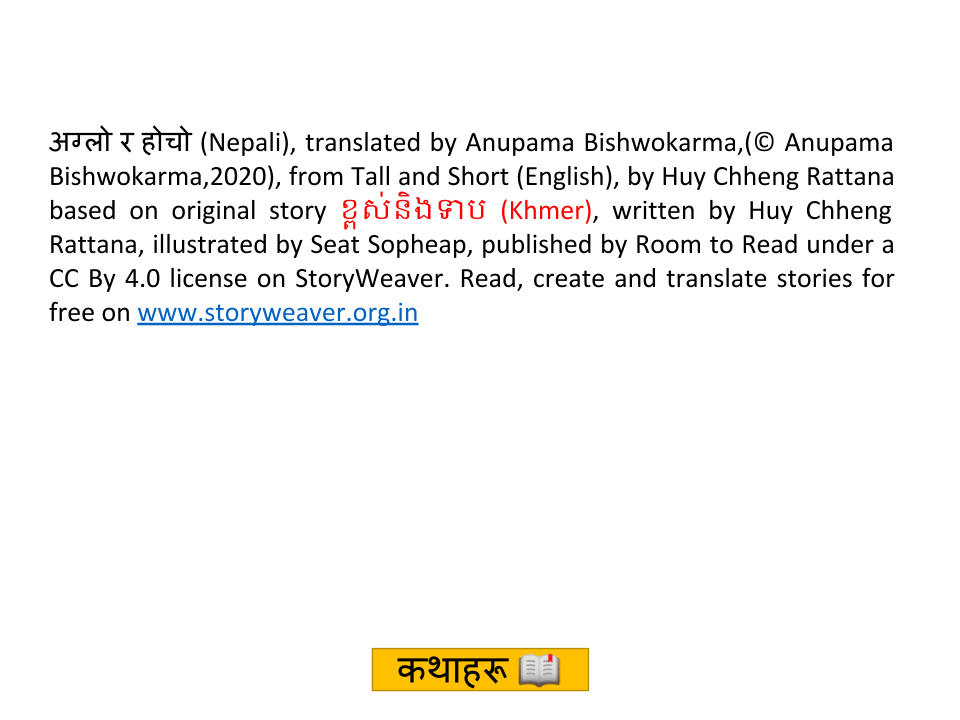 अग्लो र होचो (Nepali), translated by Anupama Bishwokarma,(© Anupama
Bishwokarma,2020), from Tall and Short (English), by Huy Chheng Rattana
based on original story ខ្ពស់និងទាប (Khmer), written by Huy Chheng
Rattana, illustrated by Seat Sopheap, published by Room to Read under a
CC By 4.0 license on StoryWeaver. Read, create and translate stories for
free on www.storyweaver.org.in
कथाहरू